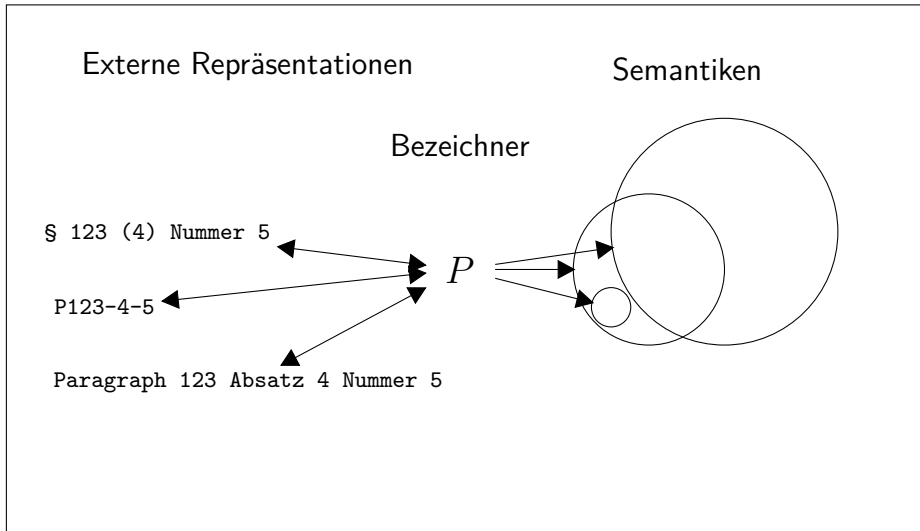 Externe Repräsentationen
Semantiken
Bezeichner
§ 123 (4) Nummer 5
P
P123-4-5
Paragraph 123 Absatz 4 Nummer 5